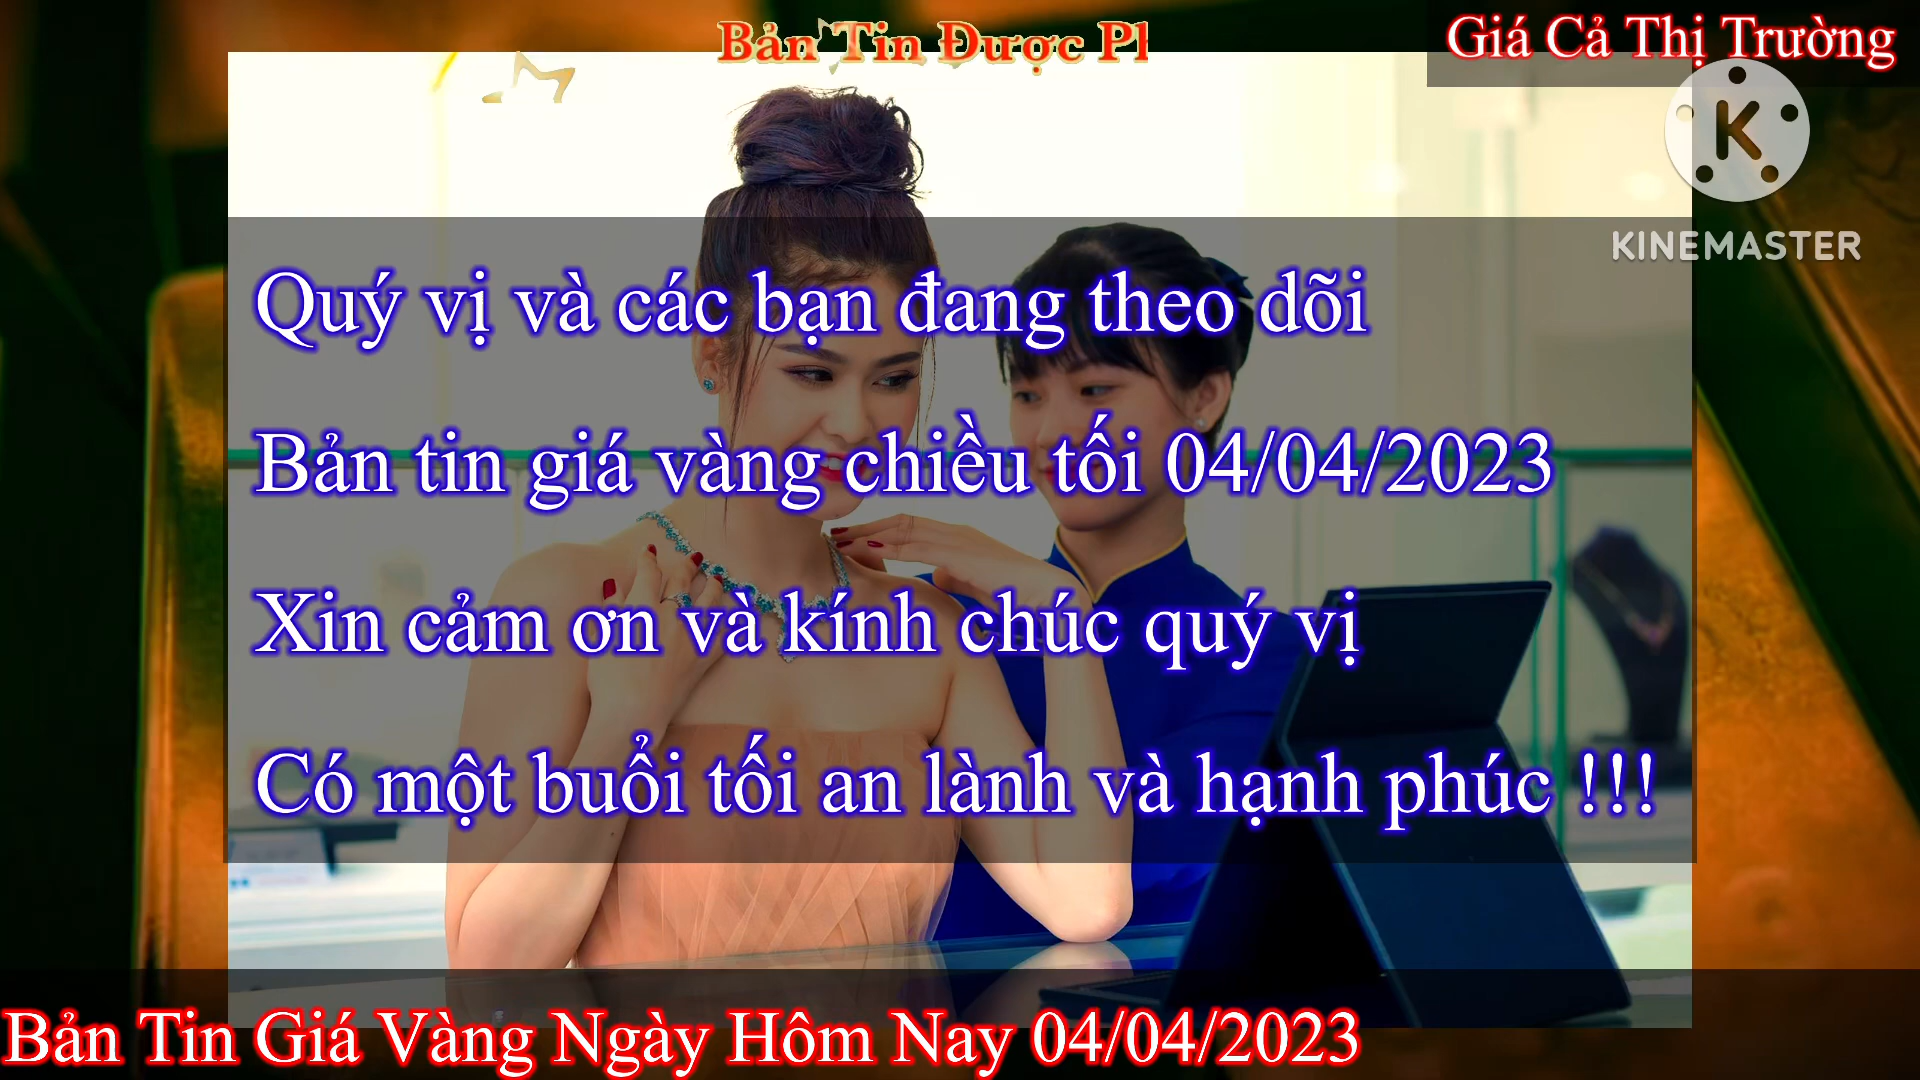 Bản Tin Được
Giá Cả Thị Trường
K
KINEMASTER
Quý vị và các bạn đang theo dõi
Bản tin giá vàng chiều tối 04/04/2023
Xin cảm ơn và kính chúc quý vị
Có một buổi tối an lành và hạnh phúc !!!
Bản Tin Giá Vàng Ngày Hôm Nay 04/04/2023